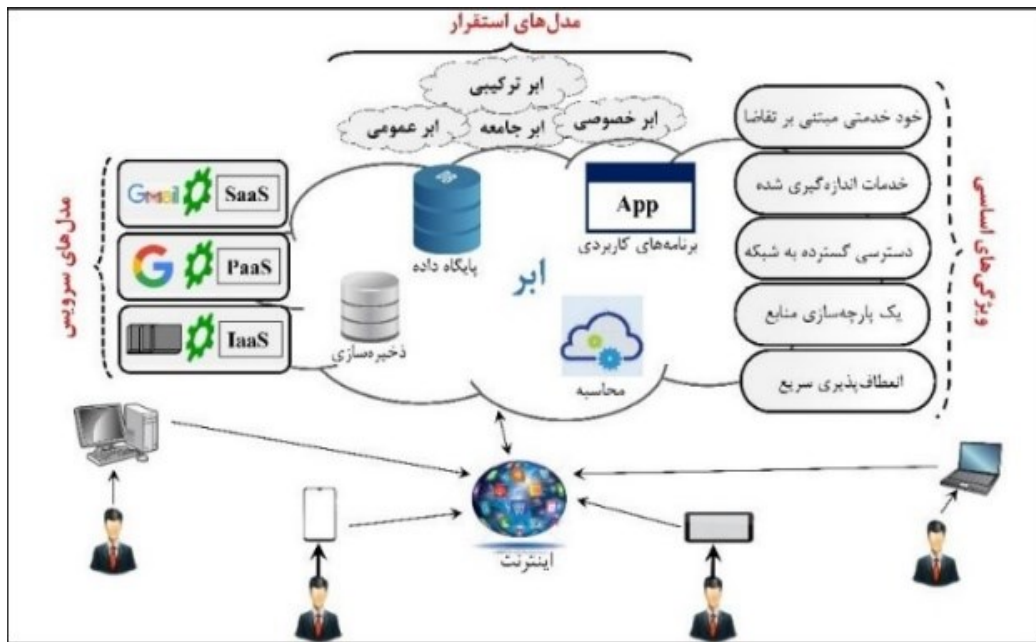 مدل‌های استقرار
ابر ترکیبی
ابر خصوصی
ابر جامعه
ابر عمومی
ویژگی‌های اساسی
خود خدمتی مبتنی بر تقاضا
خدمات اندازه‌گیری شده
دسترسی گسترده به شبکه
یک پارچه‌سازی منابع
انعطاف‌پذیری سریع
App
برنامه‌های کاربردی
پایگاه داده
ابر
ذخیره‌سازی
محاسبه
مدل‌های سرویس
Gmail
SaaS
G
PaaS
IaaS
اینترنت